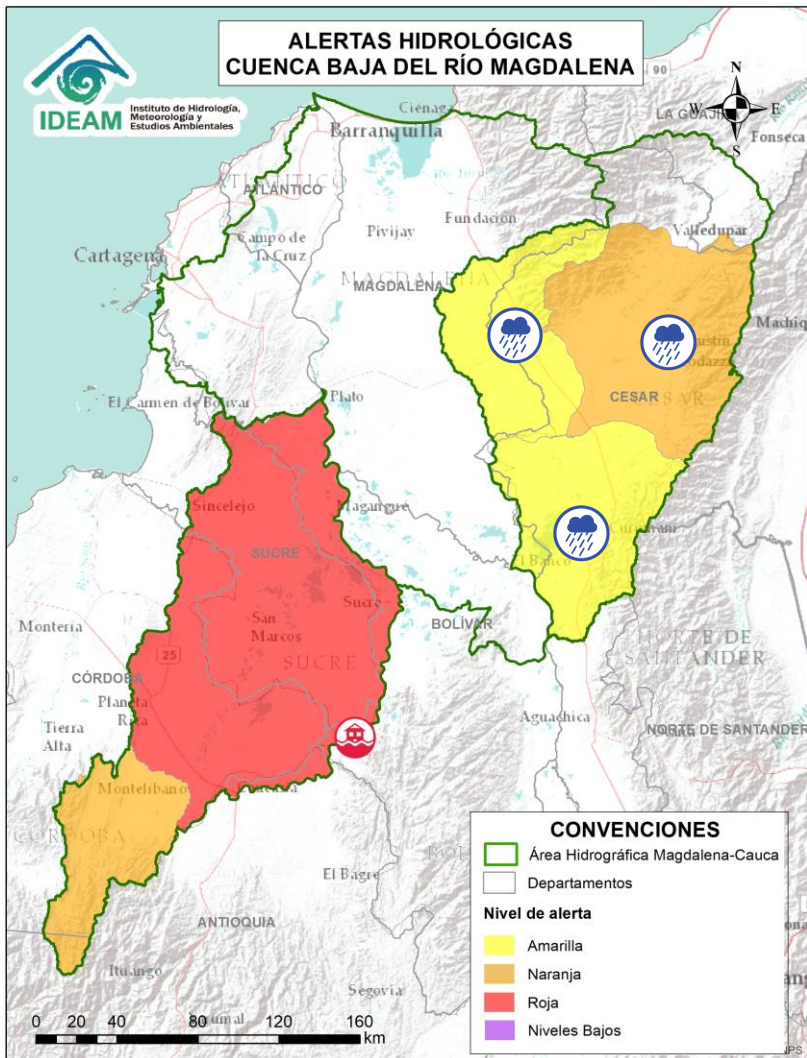 ALERTAS HIDROLÓGICAS
CUENCA BAJA DEL RÍO MAGDALENA
IDEAM
Instituto de Hidrología,
Meteorología y
Estudios Ambientales
N
W
E
S
90
Ciénaga
LA GUAJIRA
Barranquilla
Fonseca
ATLÁNTICO
Fundación
Pivijay
Valledupar
Campo de
la Cruz
Cartagena
MAGDALENA
El Carmen de Bolívar
Plato
CESAR
Sincelejo
Magangué
SUCRE
El Banco
Sucre
San
Marcos
BOLÍVAR
SUCRE
Montería
25
NORTE DE
SANTANDER
CÓRDOBA
Planeta
Rica
Tierra
Alta
Aguachica
NORTE DE SANTANDER
Montelíbano
CÓRDOBA
El Bagre
ANTIOQUIA
Ituango
Segovia
CONVENCIONES
Área Hidrográfica Magdalena-Cauca
Departamentos
Nivel de alerta
Amarilla
Naranja
Roja
Niveles Bajos
0 20 40 80 120 160
km